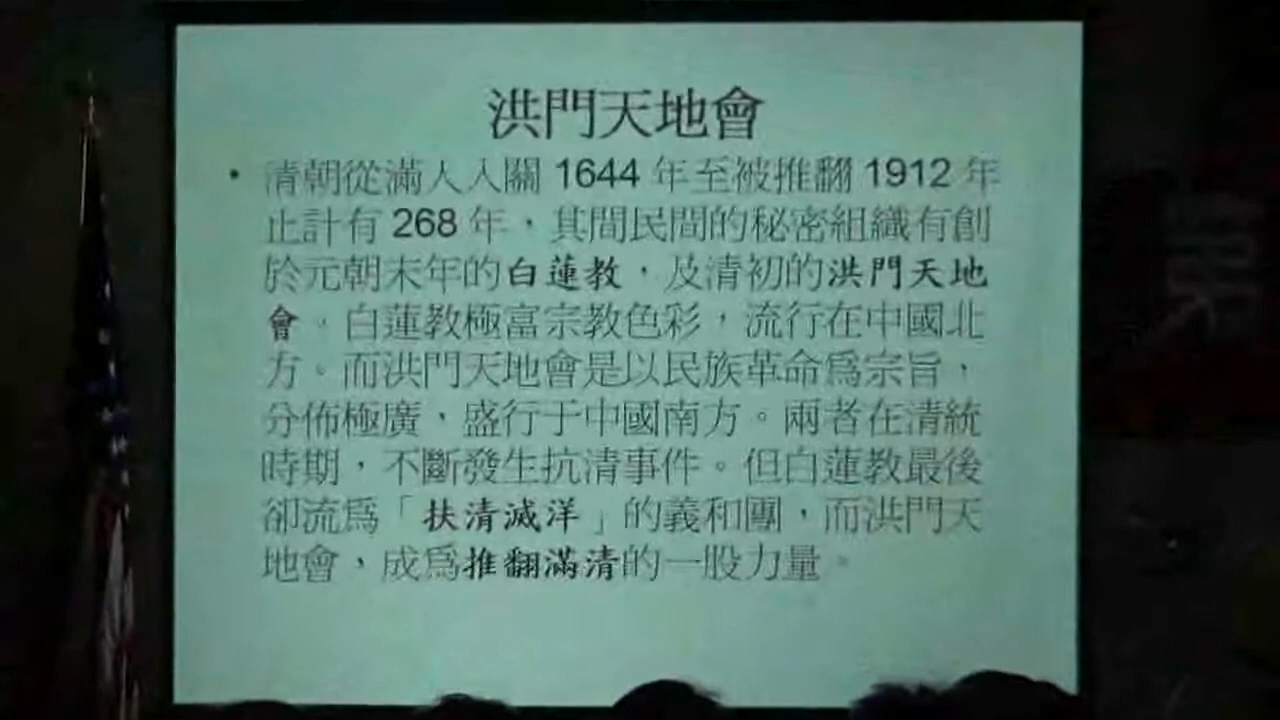 洪門天地會
• 清朝從滿人入關 1644 年至被推翻 1912 年
止計有 268 年，其間民間的秘密組織有創
於元朝末年的白蓮教，及清初的洪門天地
會。白蓮教極富宗教色彩，流行在中國北
方。而洪門天地會是以民族革命為宗旨，
分佈極廣，盛行于中國南方。兩者在清統
時期，不斷發生抗清事件。但白蓮教最後
卻流為「扶清滅洋」的義和團，而洪門天
地會，成為推翻滿清的一股力量。